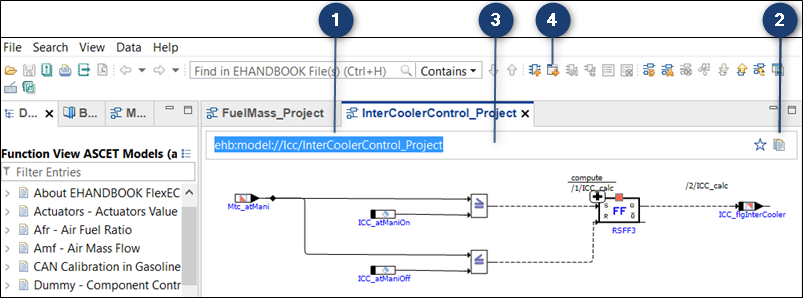 1
3
4
2
File Search View Data Help
Find in EHANDBOOK File(s) (Ctrl+H) Contains
D... B... M...
FuelMass_Project InterCoolerControl_Project
ehb:model://Icc/InterCoolerControl_Project
Function View ASCET Models (a
Filter Entries
About EHANDBOOK FlexEC
Actuators - Actuators Value
Afr - Air Fuel Ratio
Amf - Air Mass Flow
CAN Calibration in Gasoline
Dummy - Component Contr
compute
/1/ICC_calc
/2/ICC_calc
Mtc_atMani
ICC_atManiOn
≥
S Q
FF
R Q
RSFF3
ICC_flgInterCooler
≤
ICC_atManiOff